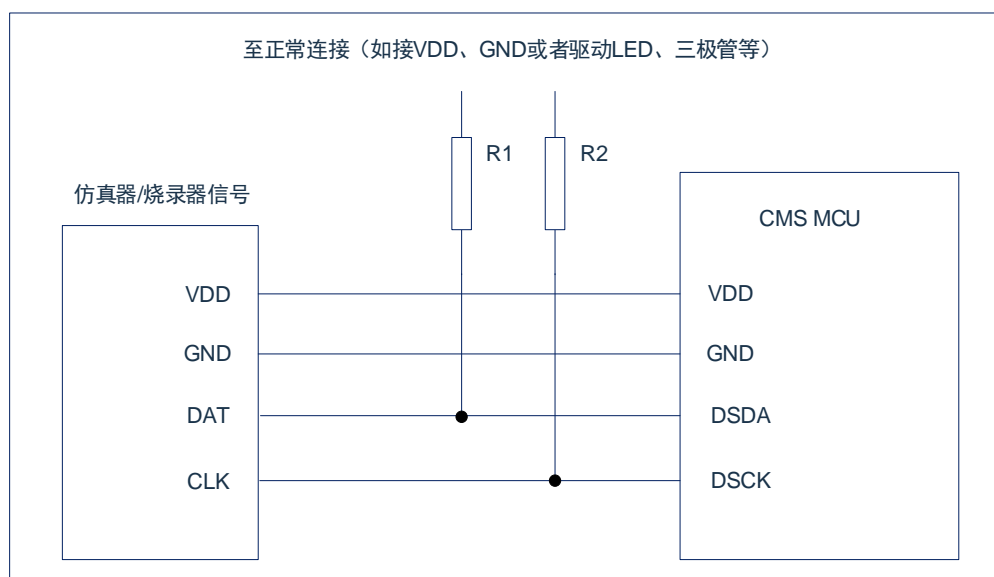 至正常连接（如接VDD、GND或者驱动LED、三极管等）
R1
R2
仿真器/烧录器信号
CMS MCU
VDD
VDD
GND
GND
DAT
DSDA
CLK
DSCK